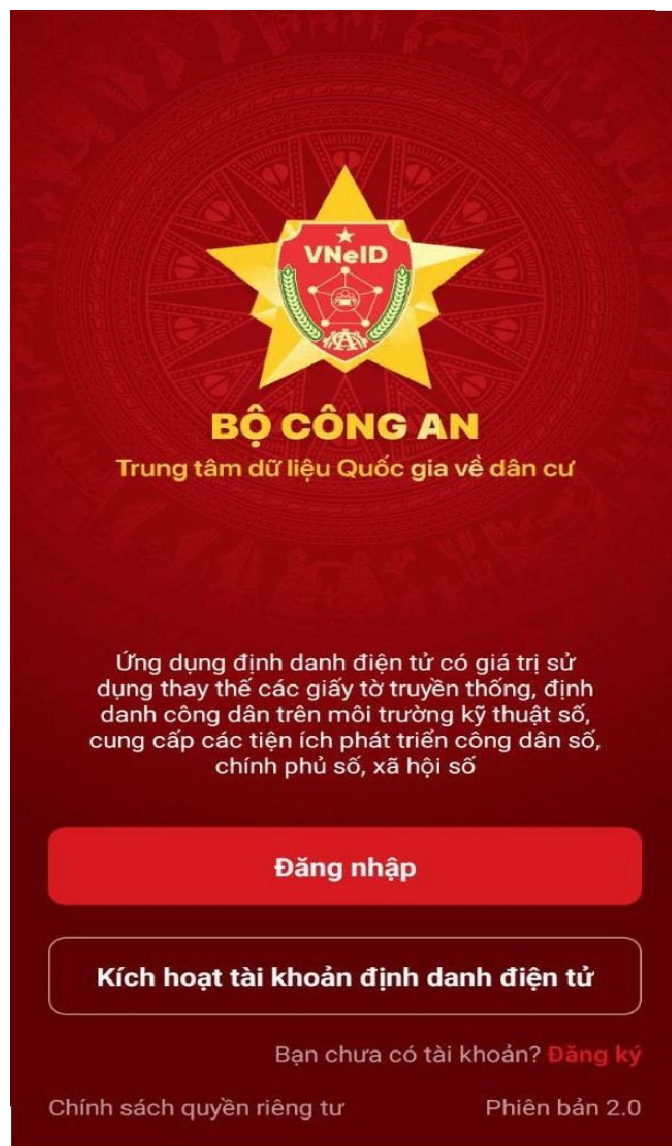 VNeID
BỘ CÔNG AN
Trung tâm dữ liệu Quốc gia về dân cư
Ứng dụng định danh điện tử có giá trị sử
dụng thay thế các giấy tờ truyền thống, định
danh công dân trên môi trường kỹ thuật số,
cung cấp các tiện ích phát triển công dân số,
chính phủ số, xã hội số
Đăng nhập
Kích hoạt tài khoản định danh điện tử
Bạn chưa có tài khoản? Đăng ký
Chính sách quyền riêng tư Phiên bản 2.0